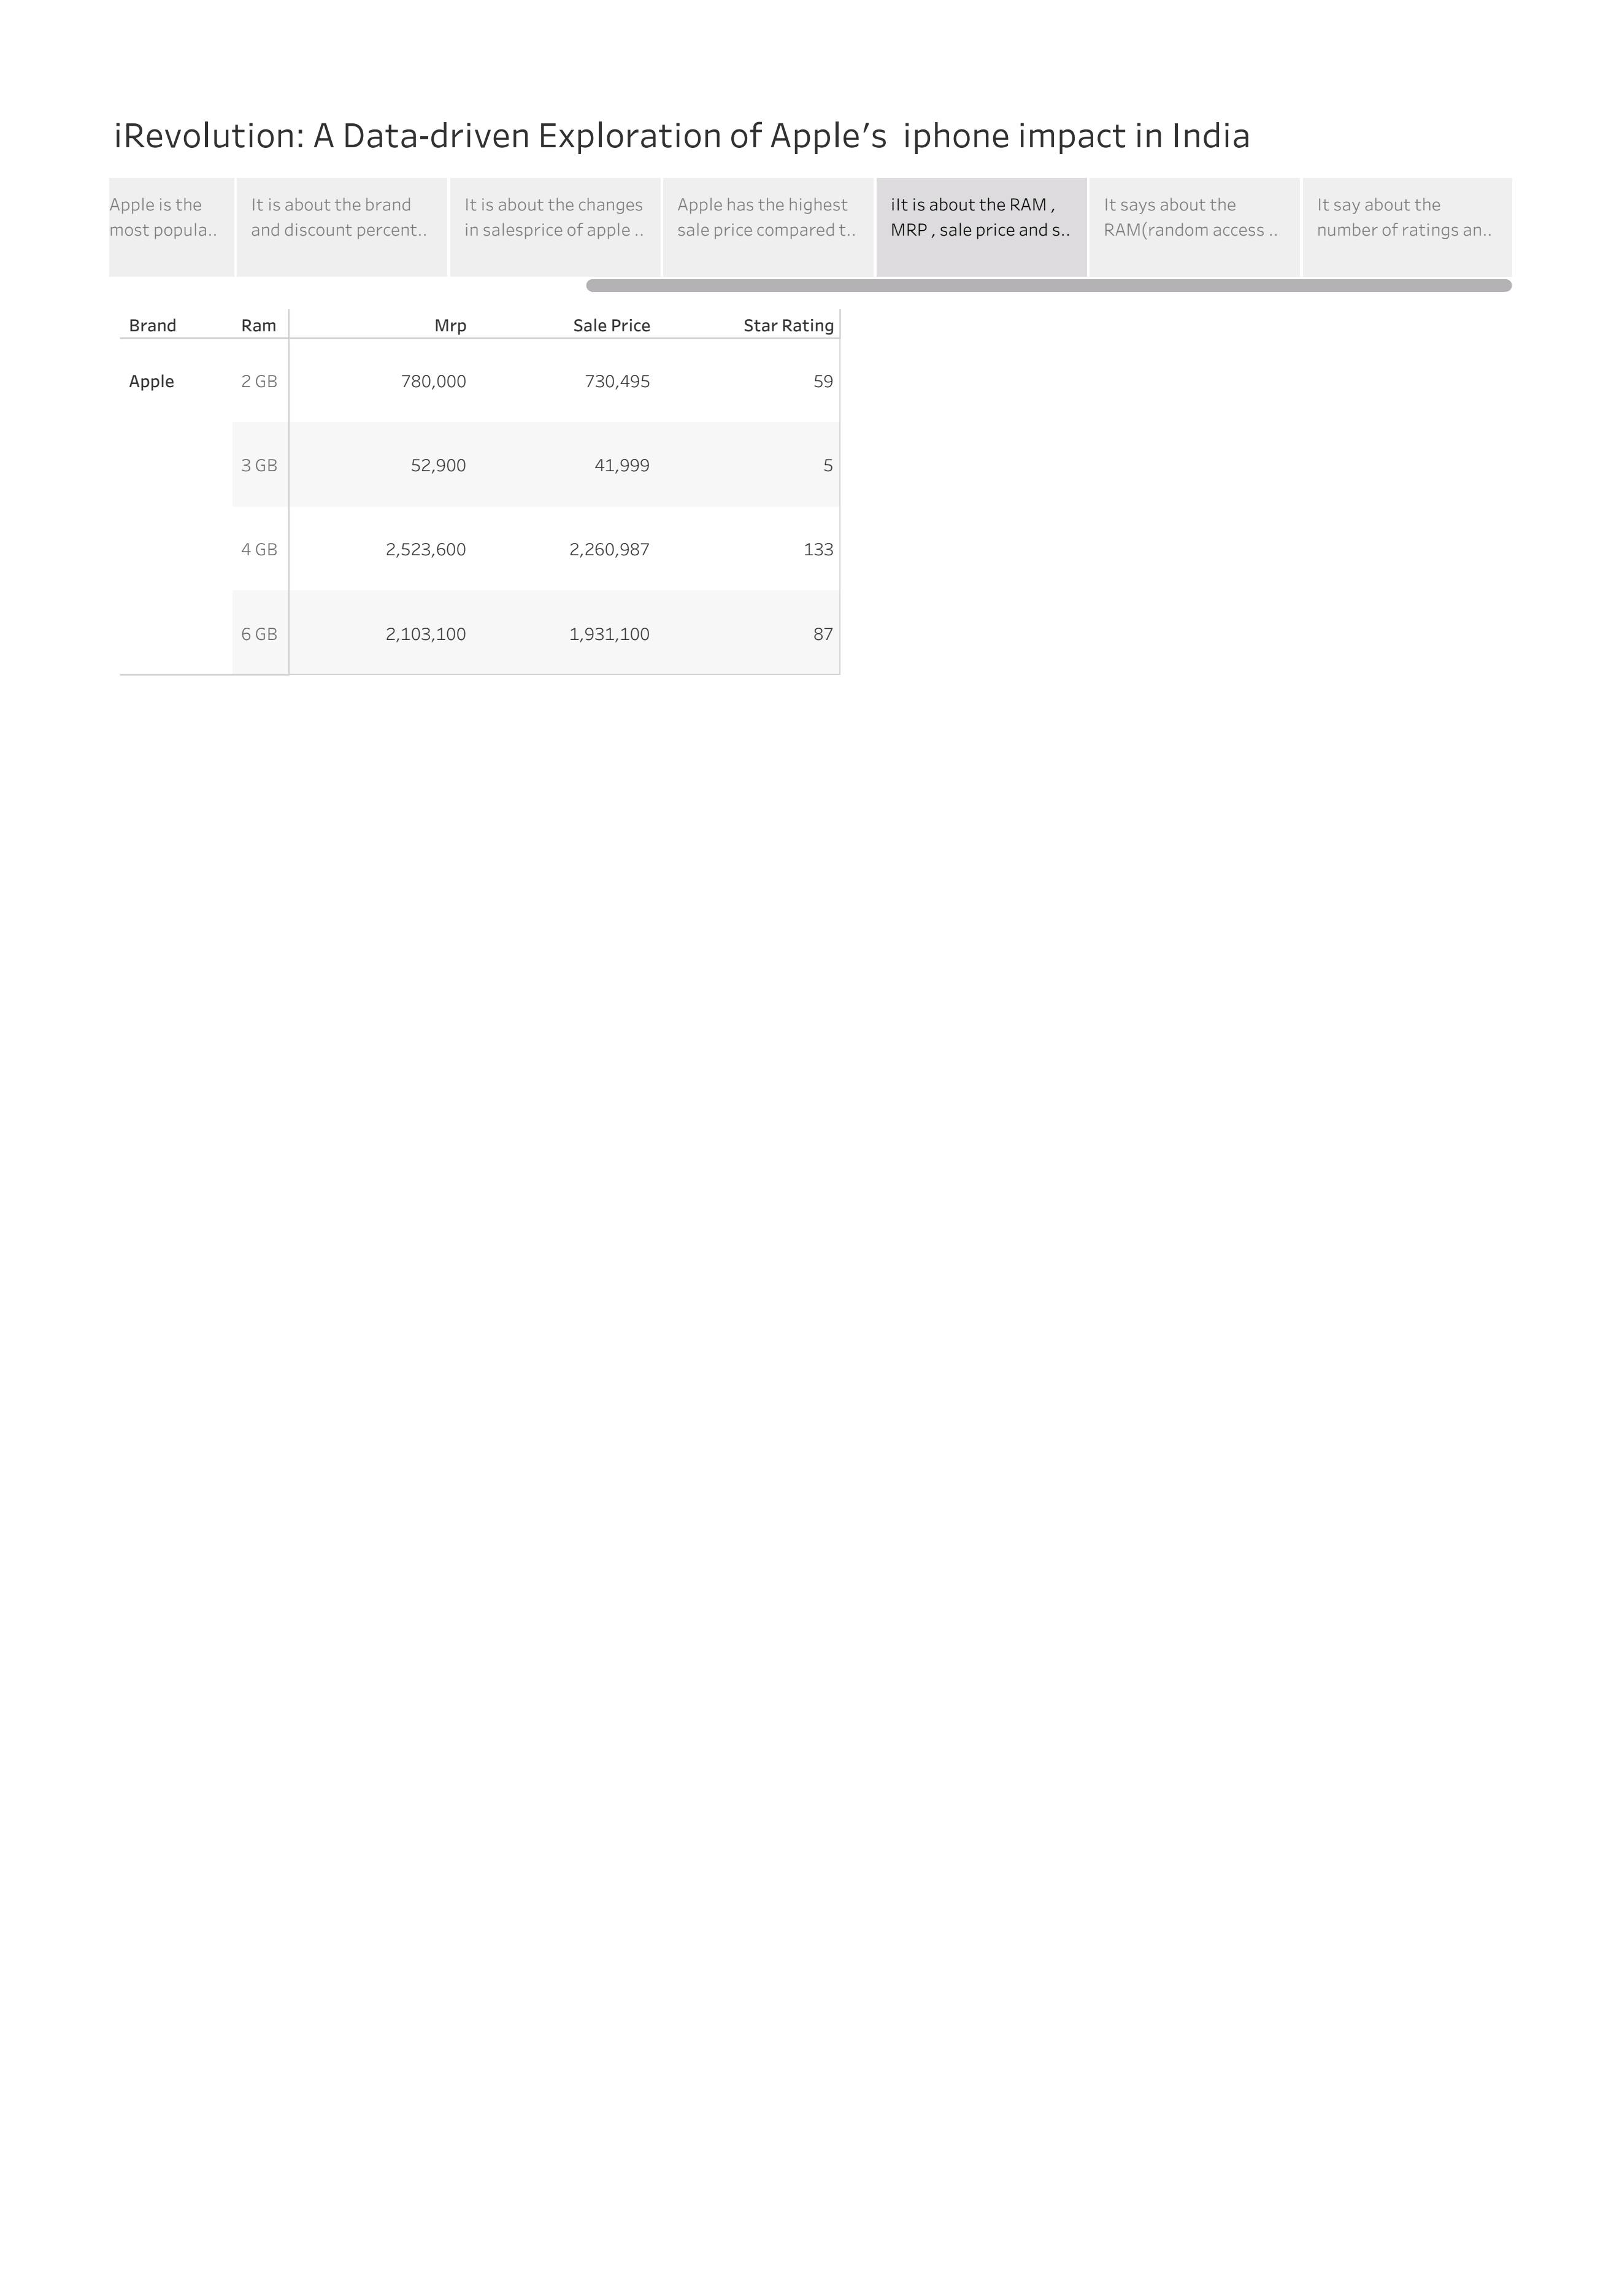 iRevolution: A Data-driven Exploration of Apple’s  iphone impact in India
Apple is the
most popula..
It is about the brand
and discount percent..
It is about the changes
in salesprice of apple ..
Apple has the highest
sale price compared t..
iIt is about the RAM ,
MRP , sale price and s..
It says about the
RAM(random access ..
It say about the
number of ratings an..
Brand Ram Mrp Sale Price Star Rating
Apple 2 GB 780,000 730,495 59
3 GB 52,900 41,999 5
4 GB 2,523,600 2,260,987 133
6 GB 2,103,100 1,931,100 87